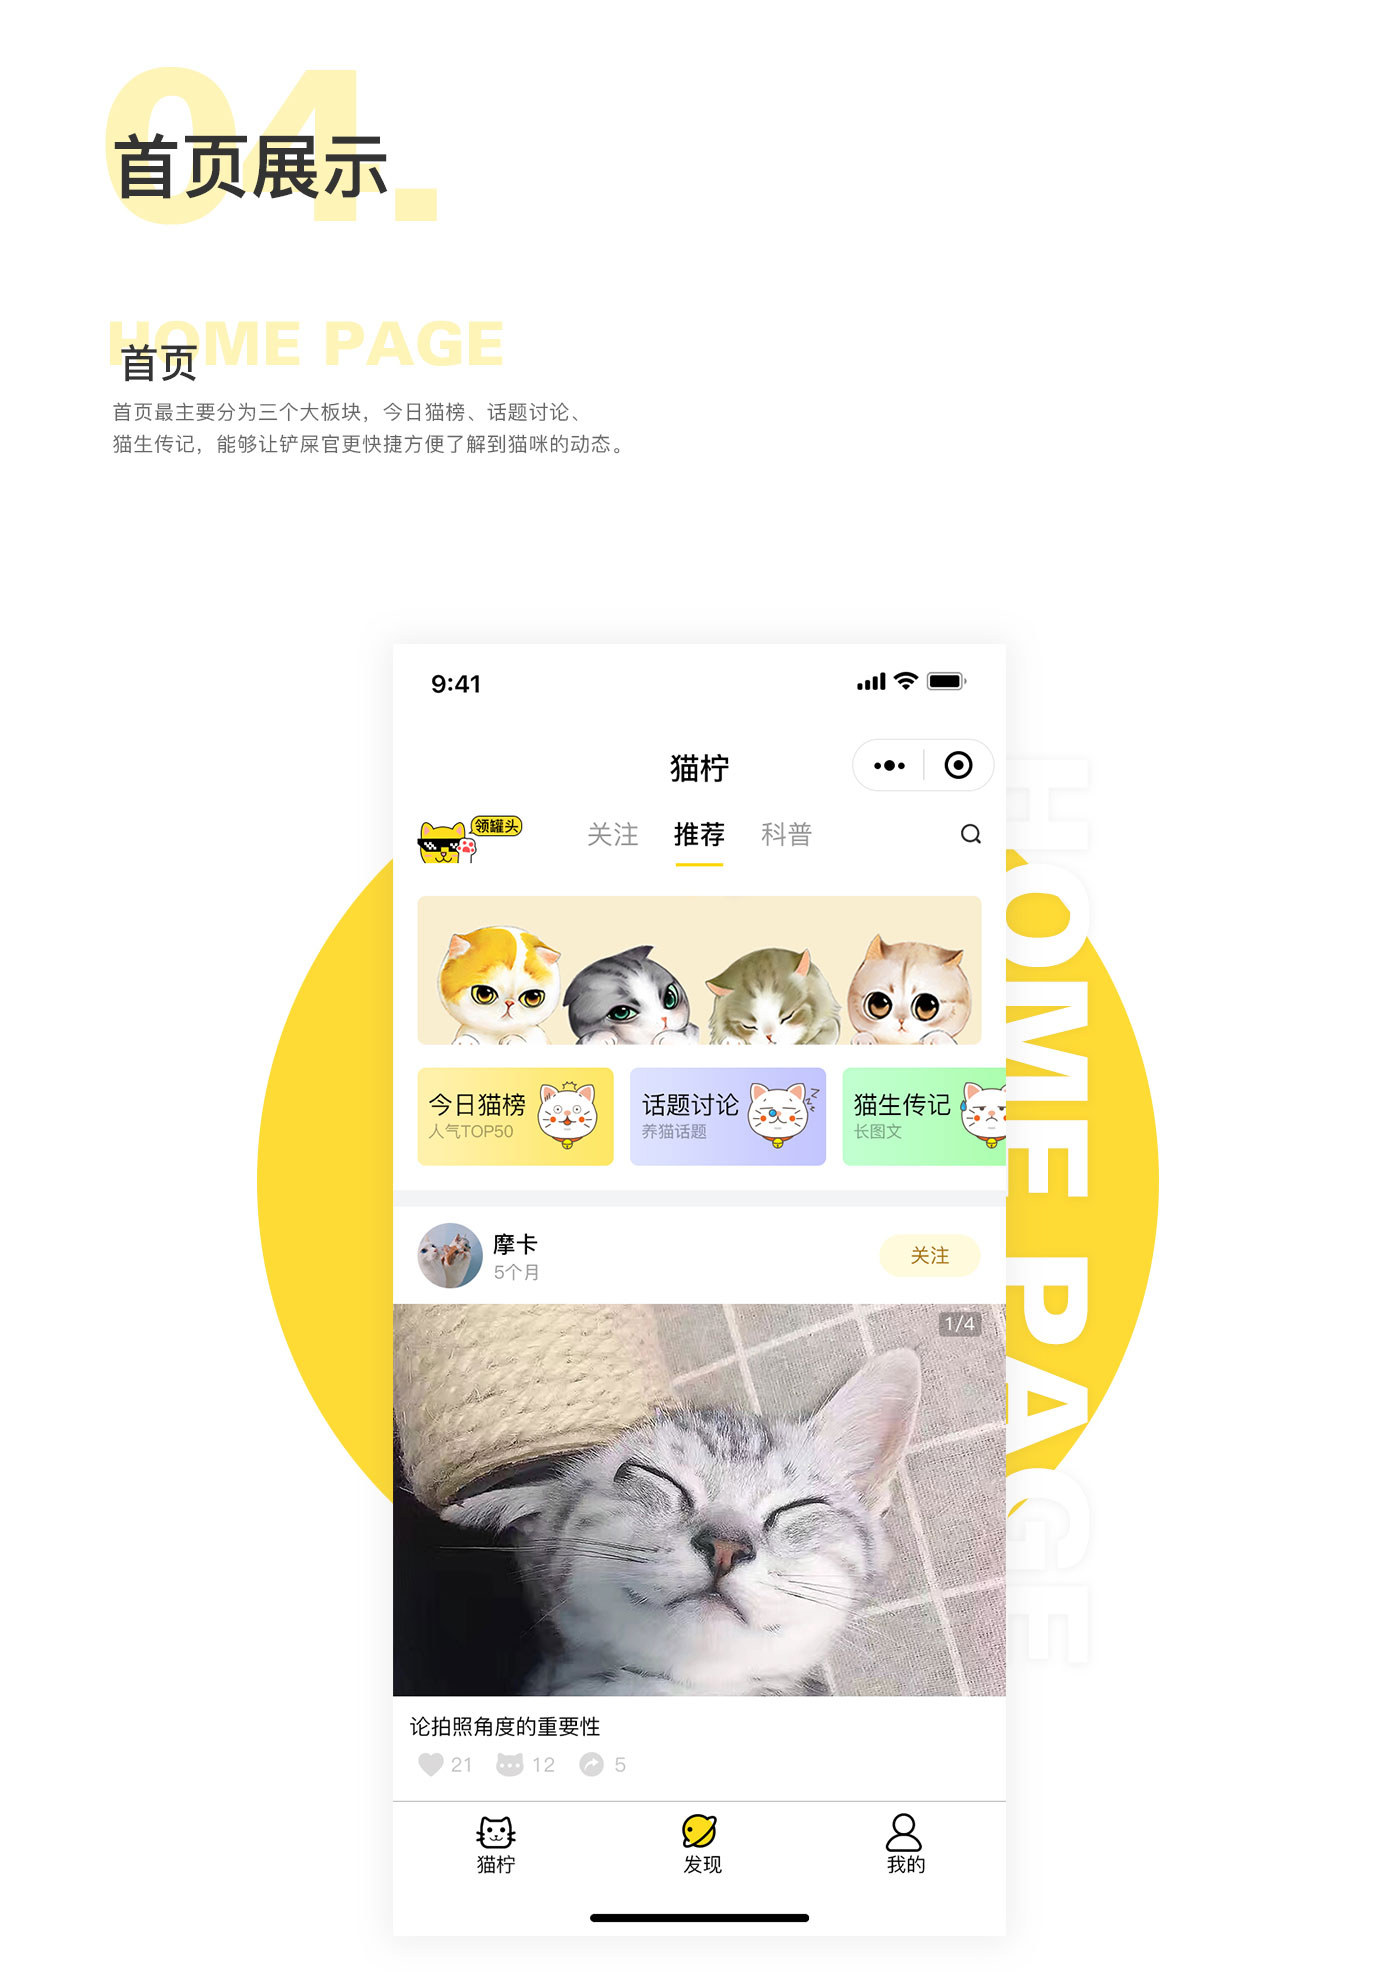 04.
首页展示
HOME PAGE
首页
首页最主要分为三个大板块，今日猫榜、话题讨论、
猫生传记，能够让铲屎官更快捷方便了解到猫咪的动态。
9:41
猫柠
领罐头
关注 推荐 科普
今日猫榜
人气TOP50
话题讨论
养猫话题
猫生传记
长图文
摩卡
5个月
关注
1/4
论拍照角度的重要性
21 12 5
猫柠 发现 我的
HOME PAGE